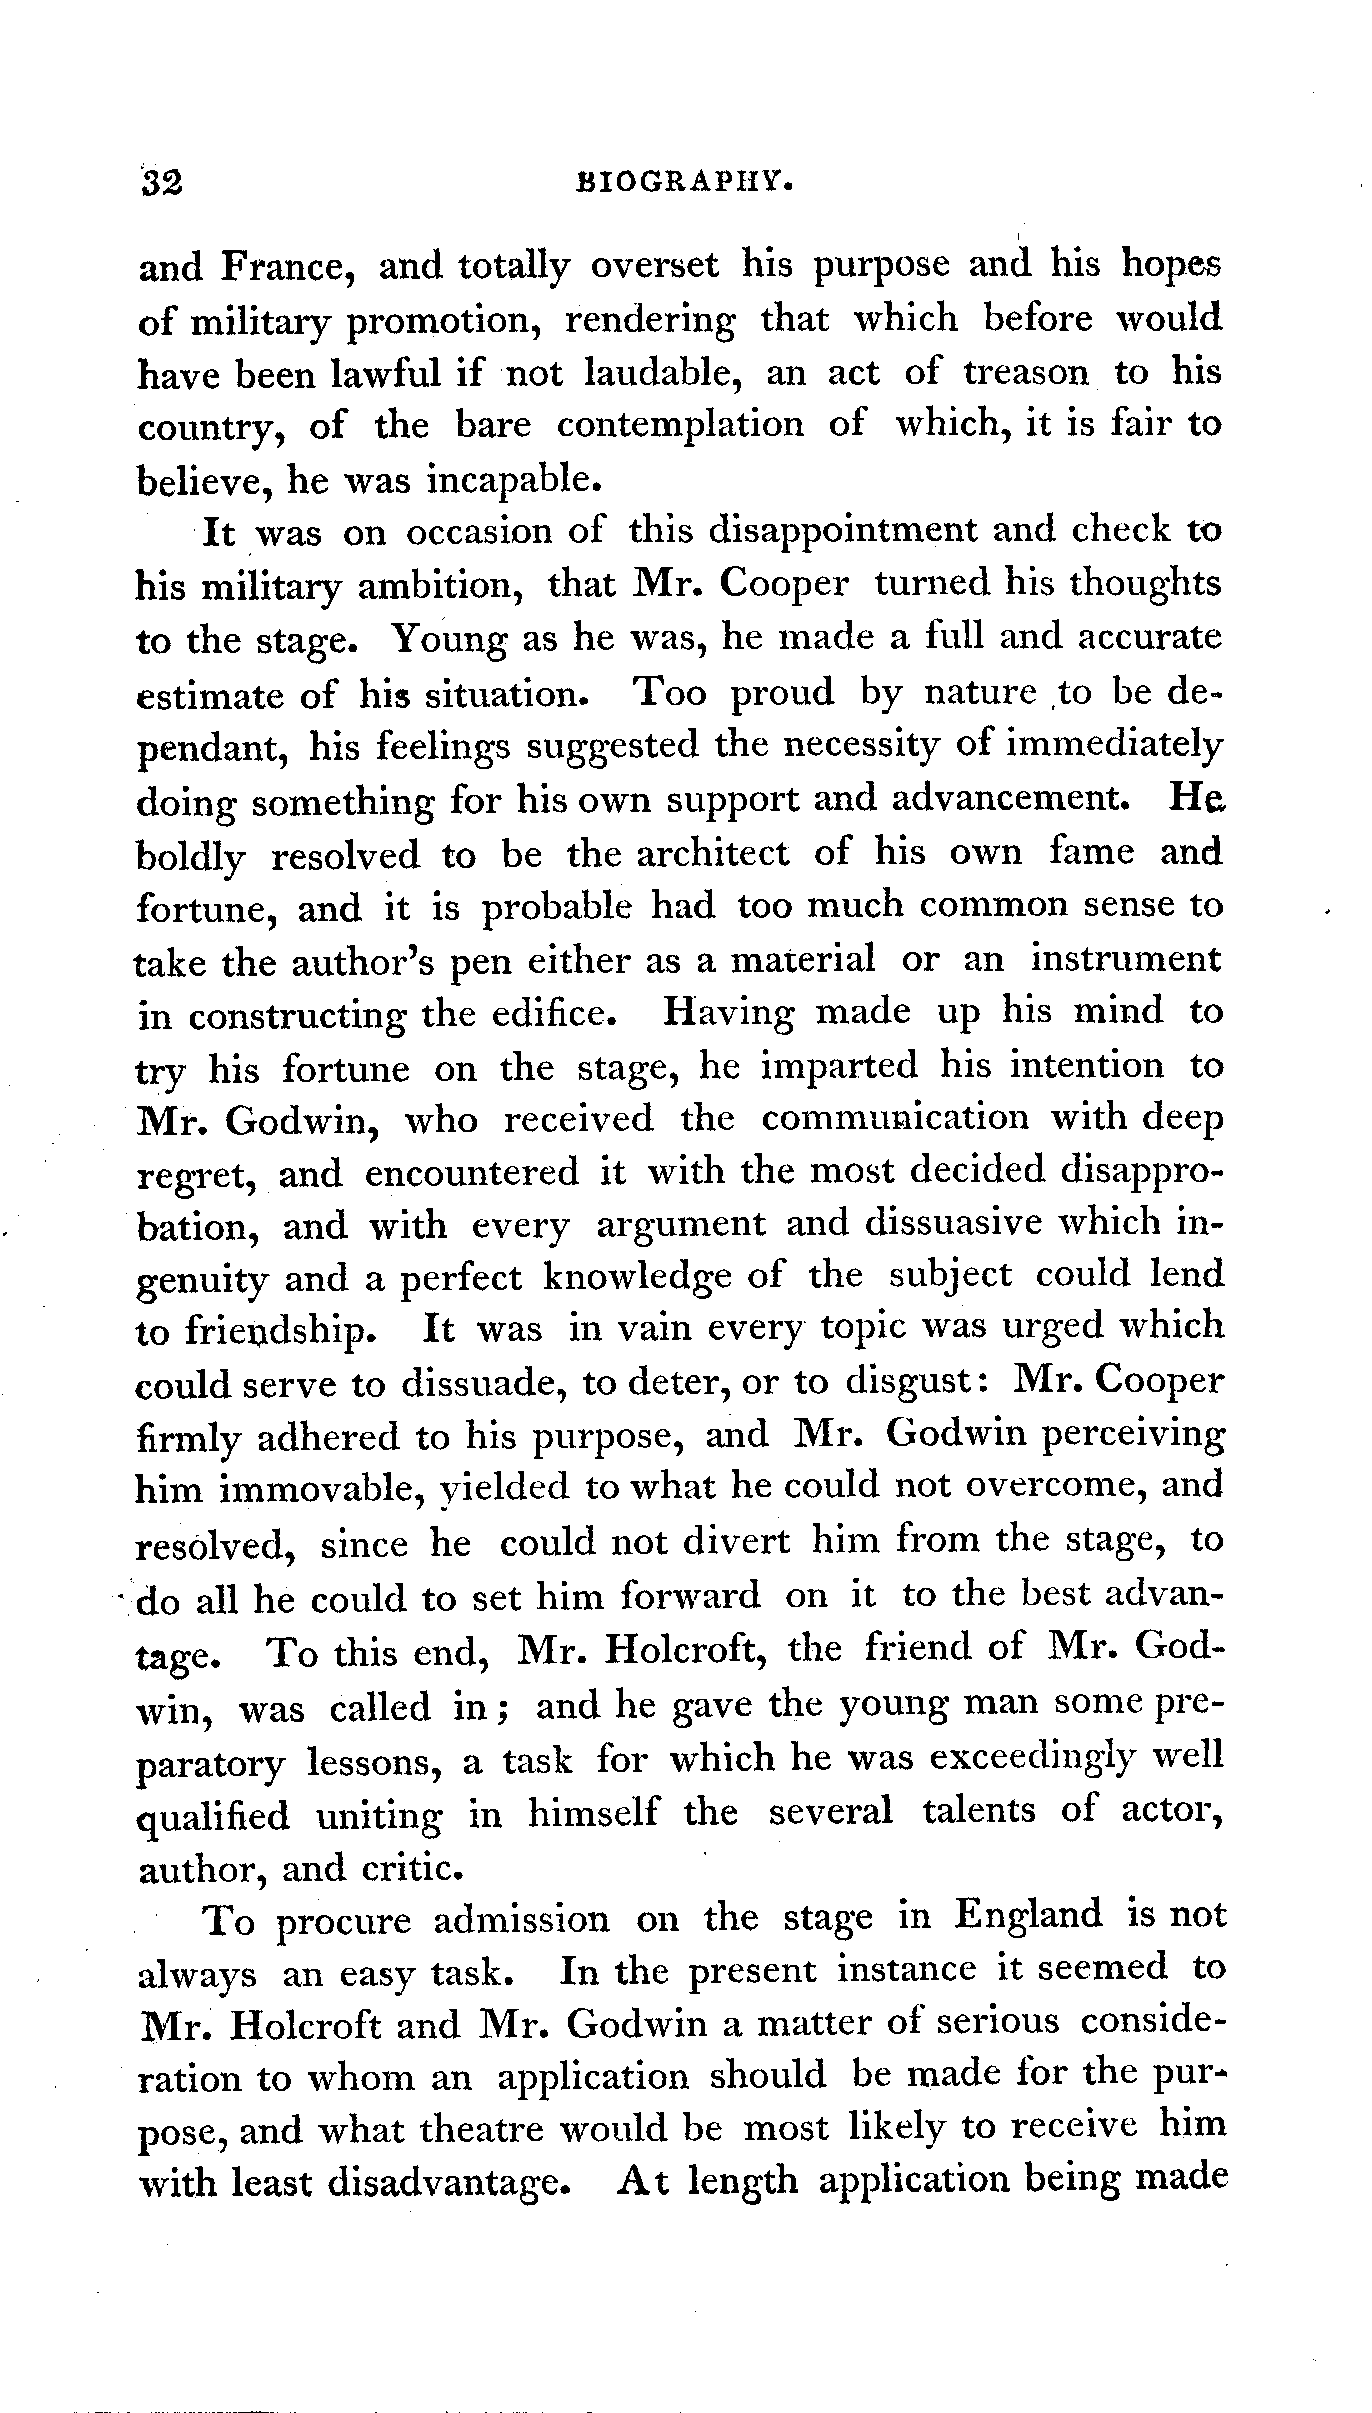 32 BIOGRAPHY.
and France, and totally overset his purpose and his hopes
of military promotion, rendering that which before would
have been lawful if not laudable, an act of treason to his
country, of the bare contemplation of which, it is fair to
believe, he was incapable.
It was on occasion of this disappointment and check to
his military ambition, that Mr. Cooper turned his thoughts
to the stage. Young as he was, he made a full and accurate
estimate of his situation. Too proud by nature to be de-
pendant, his feelings suggested the necessity of immediately
doing something for his own support and advancement. He
boldly resolved to be the architect of his own fame and
fortune, and it is probable had too much common sense to
take the author's pen either as a material or an instrument
in constructing the edifice. Having made up his mind to
try his fortune on the stage, he imparted his intention to
Mr. Godwin, who received the communication with deep
regret, and encountered it with the most decided disappro-
bation, and with every argument and dissuasive which in-
genuity and a perfect knowledge of the subject could lend
to friendship. It was in vain every topic was urged which
could serve to dissuade, to deter, or to disgust: Mr. Cooper
firmly adhered to his purpose, and Mr. Godwin perceiving
him immovable, yielded to what he could not overcome, and
resolved, since he could not divert him from the stage, to
do all he could to set him forward on it to the best advan-
tage. To this end, Mr. Holcroft, the friend of Mr. God-
win, was called in; and he gave the young man some pre-
paratory lessons, a task for which he was exceedingly well
qualified uniting in himself the several talents of actor,
author, and critic.
To procure admission on the stage in England is not
always an easy task. In the present instance it seemed to
Mr. Holcroft and Mr. Godwin a matter of serious conside-
ration to whom an application should be made for the pur-
pose, and what theatre would be most likely to receive him
with least disadvantage. At length application being made